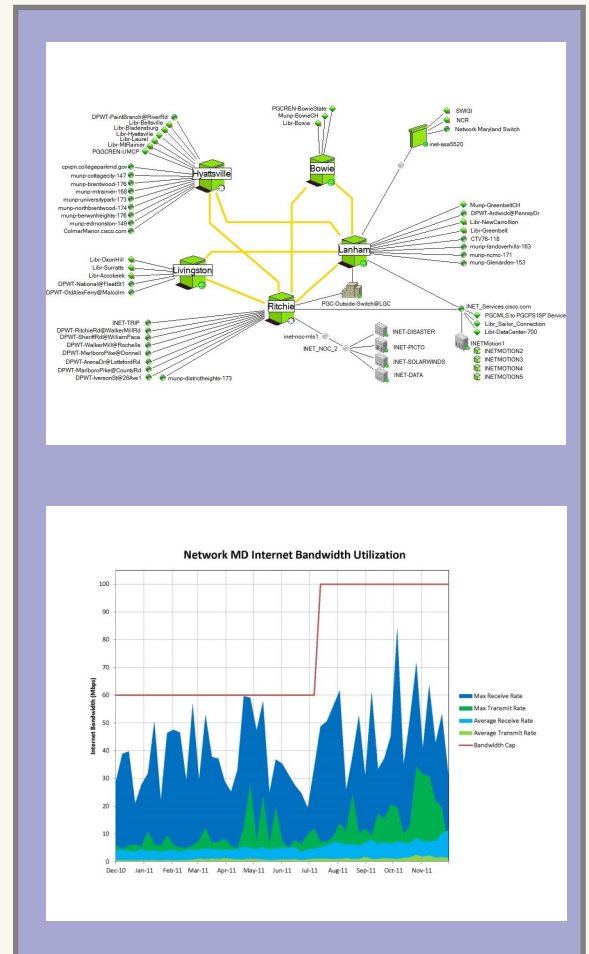 PGCREN-BowieState
Munp-BowieCH
Libr-Bowie
SWGI
NCR
Network Maryland Switch
inet-asa5520
DPWT-PaintBranch@RiverRd
Libr-Beltsville
Libr-Bladensburg
Libr-Hyattsville
Libr-Laurel
Libr-MtRainier
PGGCREN-UMCP
cpvpn.collegeparkmd.gov
munp-cottagecity-147
munp-brentwood-176
munp-mtrainier-168
munp-universitypark-173
munp-northbrentwood-174
munp-berwynheights-176
munp-edmonston-149
ColmarManor.cisco.com
Hyattsville
Bowie
Lanham
Livingston
Ritchie
Munp-GreenbeltCH
DPWT-Ardwick@PennsyDr
Libr-NewCarrollton
Libr-Greenbelt
CTV76-118
munp-landoverhills-163
munp-ncmc-171
munp-Glenarden-153
Libr-OxonHill
Libr-Surratts
Libr-Accokeek
DPWT-National@FleetSt1
DPWT-OldAlexFerry@Malcolm
PGC-Outside-Switch@LGC
INET_Services.cisco.com
PGCMLS to PGCPS ISP Service
Libr_Sailor_Connection
Libr-DataCenter-700
INETMotion1
INETMOTION2
INETMOTION3
INETMOTION4
INETMOTION5
INET-TRIP
DPWT-RitchieRd@WalkerMillRd
DPWT-SheriffRd@WilliamPaca
DPWT-WalkerMill@Rochelle
DPWT-MarlboroPike@Donnell
DPWT-ArenaDr@LottsfordRd
DPWT-MarlboroPike@CountyRd
DPWT-IversonSt@26Ave1
munp-districtheights-173
inet-noc-mls1
INET_NOC_2
INET-DISASTER
INET-PICTO
INET-SOLARWINDS
INET-DATA
Network MD Internet Bandwidth Utilization
Internet Bandwidth (Mbps)
100
90
80
70
60
50
40
30
20
10
0
Dec-10 Jan-11 Feb-11 Mar-11 Apr-11 May-11 Jun-11 Jul-11 Aug-11 Sep-11 Oct-11 Nov-11
Max Receive Rate
Max Transmit Rate
Average Receive Rate
Average Transmit Rate
Bandwidth Cap